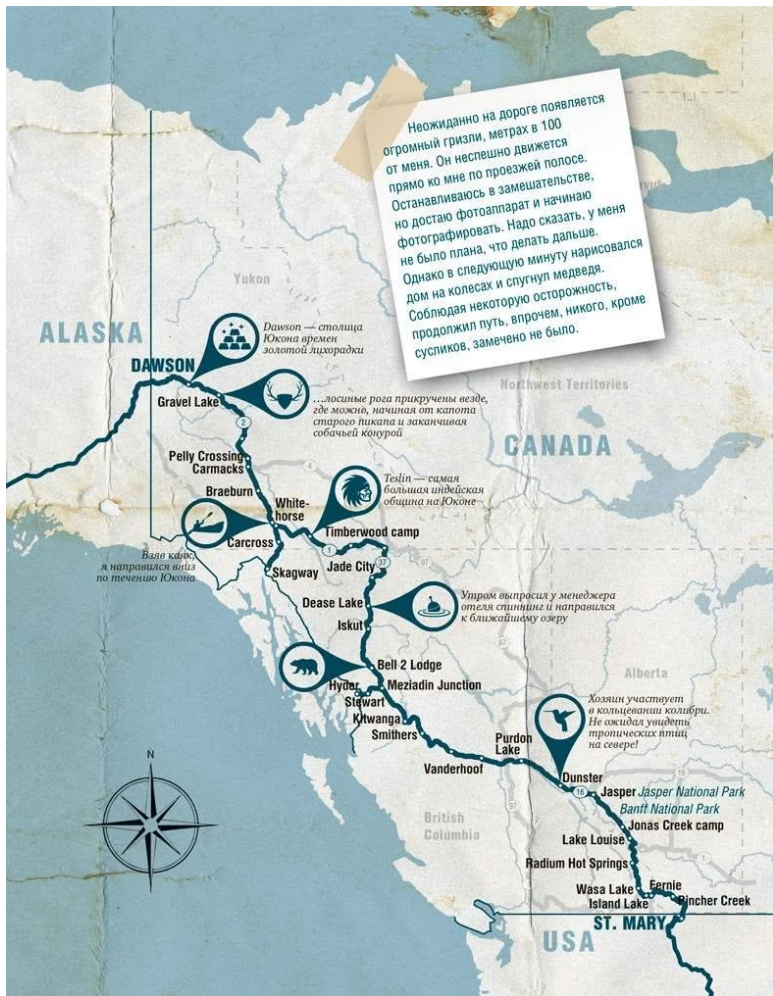 Неожиданно на дороге появляется
огромный гризли, метрах в 100
от меня. Он неспешно движется
прямо ко мне по проезжей полосе.
Останавливаюсь в замешательстве,
но достаю фотоаппарат и начинаю
фотографировать. Надо сказать, у меня
не было плана, что делать дальше.
Однако в следующую минуту нарисовался
дом на колесах и спугнул медведя.
Соблюдая некоторую осторожность,
продолжил путь, впрочем, никого, кроме
сусликов, замечено не было.
Yukon
ALASKA
Dawson — столица
Юкона времен
золотой лихорадки
DAWSON
Gravel Lake
…лосиные рога прикручены везде,
где можно, начиная от капота
старого пикапа и заканчивая
собачьей конурой
Northwest Territories
CANADA
2
Pelly Crossing
Carmacks
4
Braeburn
Teslin — самая
большая индейская
община на Юконе
White-
horse
Timberwood camp
Carcross
1
Взяв каяк,
я направился вниз
по течению Юкона
Jade City
37
97
Skagway
Dease Lake
Утром выпросил у менеджера
отеля спиннинг и направился
к ближайшему озеру
Iskut
97
Bell 2 Lodge
Alberta
Hyder
Meziadin Junction
Stewart
Kitwanga
Smithers
Хозяин участвует
в кольцевании колибри.
Не ожидал увидеть
тропических птиц
на севере!
Purdon
Lake
Vanderhoof
N
Dunster
16
16
Jasper
Jasper National Park
Banff National Park
97
British
Columbia
Jonas Creek camp
Lake Louise
1
Radium Hot Springs
Wasa Lake
Fernie
Island Lake
Pincher Creek
ST. MARY
USA